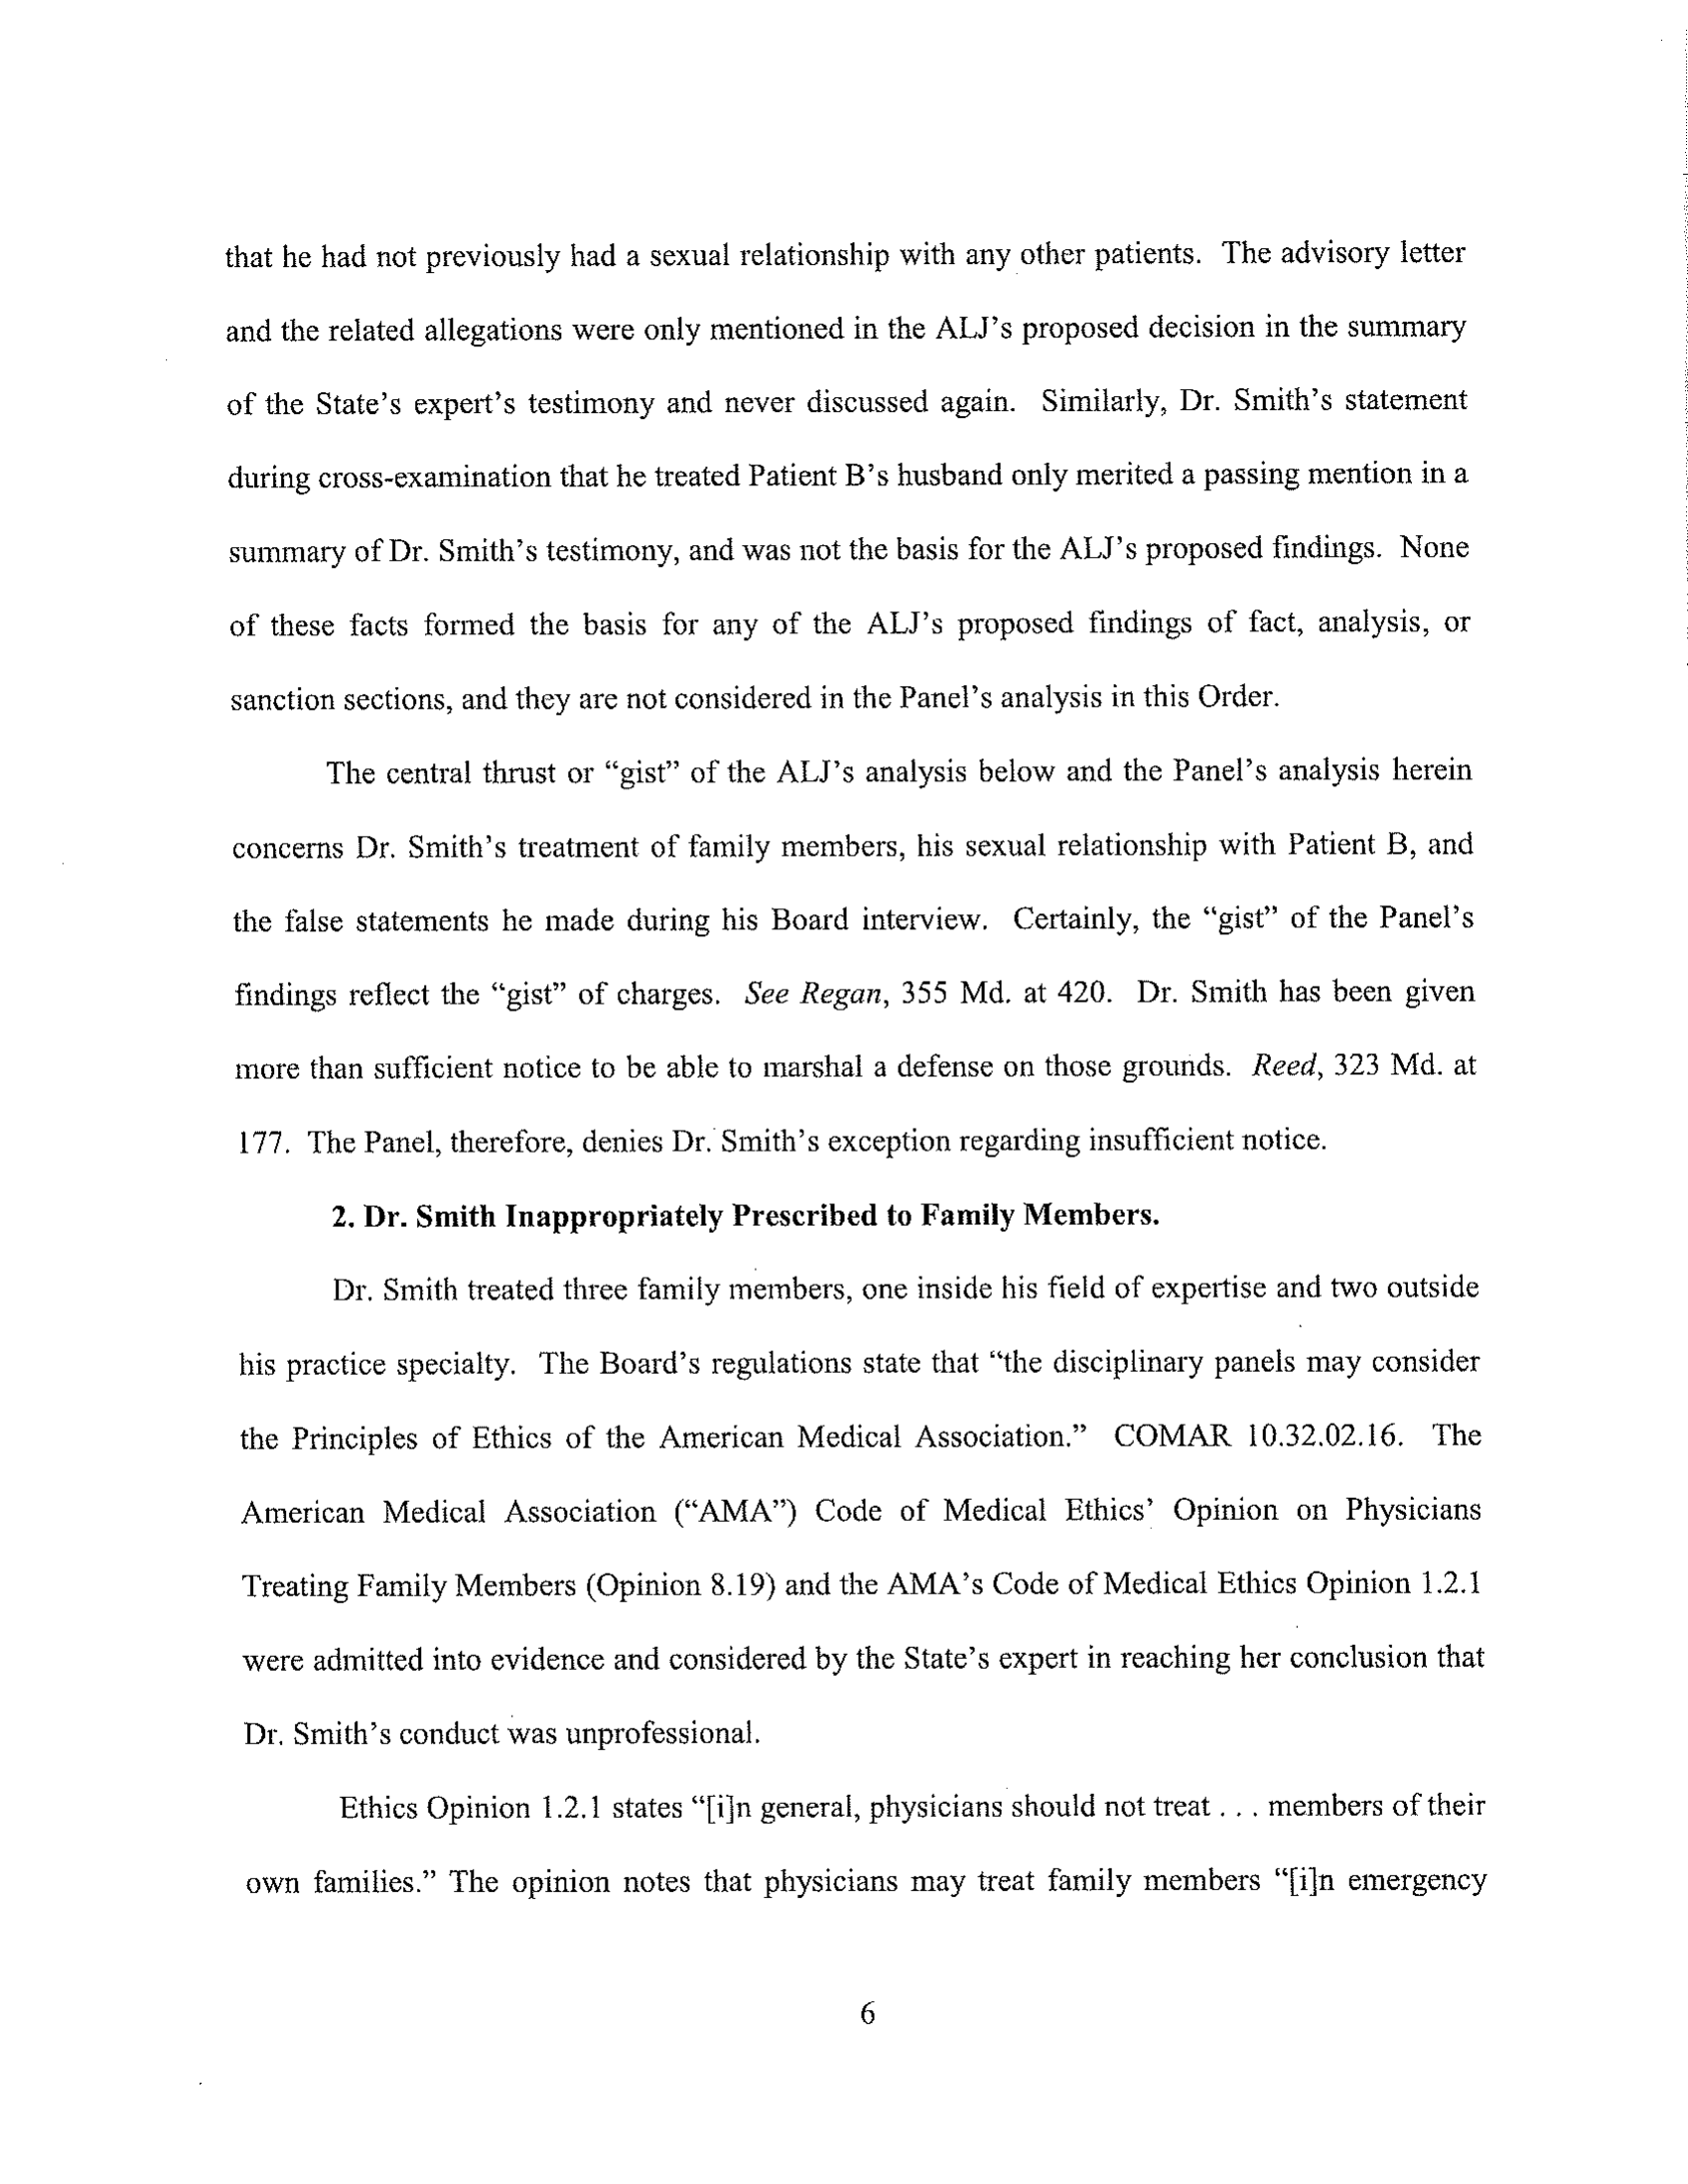 that he had not previously had a sexual relationship with any other patients. The advisory letter
and the related allegations were only mentioned in the ALJ's proposed decision in the summary
of the State's expert's testimony and never discussed again. Similarly, Dr. Smith's statement
during cross-examination that he treated Patient B's husband only merited a passing mention in a
summary of Dr. Smith's testimony, and was not the basis for the ALJ's proposed findings. None
of these facts formed the basis for any of the ALJ's proposed findings of fact, analysis, or
sanction sections, and they are not considered in the Panel's analysis in this Order.
The central thrust or “gist” of the ALJ's analysis below and the Panel's analysis herein
concerns Dr. Smith's treatment of family members, his sexual relationship with Patient B, and
the false statements he made during his Board interview. Certainly, the “gist” of the Panel's
findings reflect the “gist” of charges. See Regan, 355 Md. at 420. Dr. Smith has been given
more than sufficient notice to be able to marshal a defense on those grounds. Reed, 323 Md. at
177. The Panel, therefore, denies Dr. Smith's exception regarding insufficient notice.
2. Dr. Smith Inappropriately Prescribed to Family Members.
Dr. Smith treated three family members, one inside his field of expertise and two outside
his practice specialty. The Board's regulations state that “the disciplinary panels may consider
the Principles of Ethics of the American Medical Association.” COMAR 10.32.02.16. The
American Medical Association (“AMA”) Code of Medical Ethics' Opinion on Physicians
Treating Family Members (Opinion 8.19) and the AMA's Code of Medical Ethics Opinion 1.2.1
were admitted into evidence and considered by the State's expert in reaching her conclusion that
Dr. Smith's conduct was unprofessional.
Ethics Opinion 1.2.1 states “[i]n general, physicians should not treat . . . members of their
own families.” The opinion notes that physicians may treat family members “[i]n emergency
6